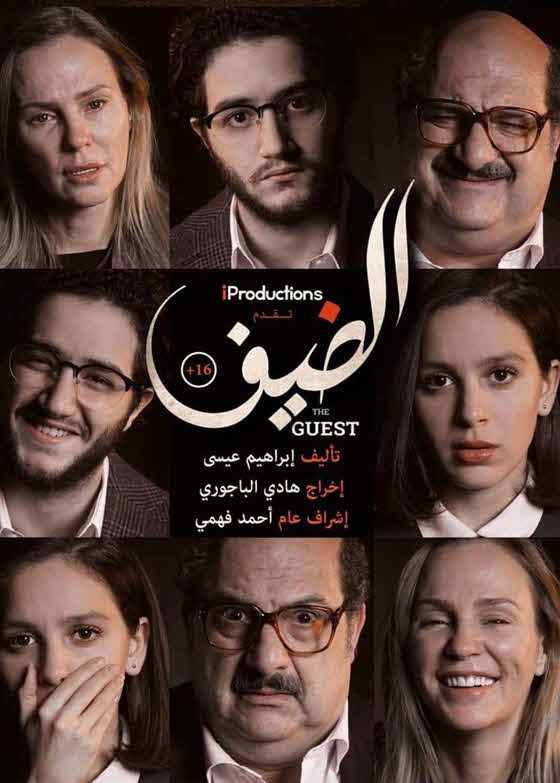 iProductions
تقدم
الضيف
+16
THE
GUEST
تأليف إبراهيم عيسى
إخراج هادي الباجوري
إشراف عام أحمد فهمي